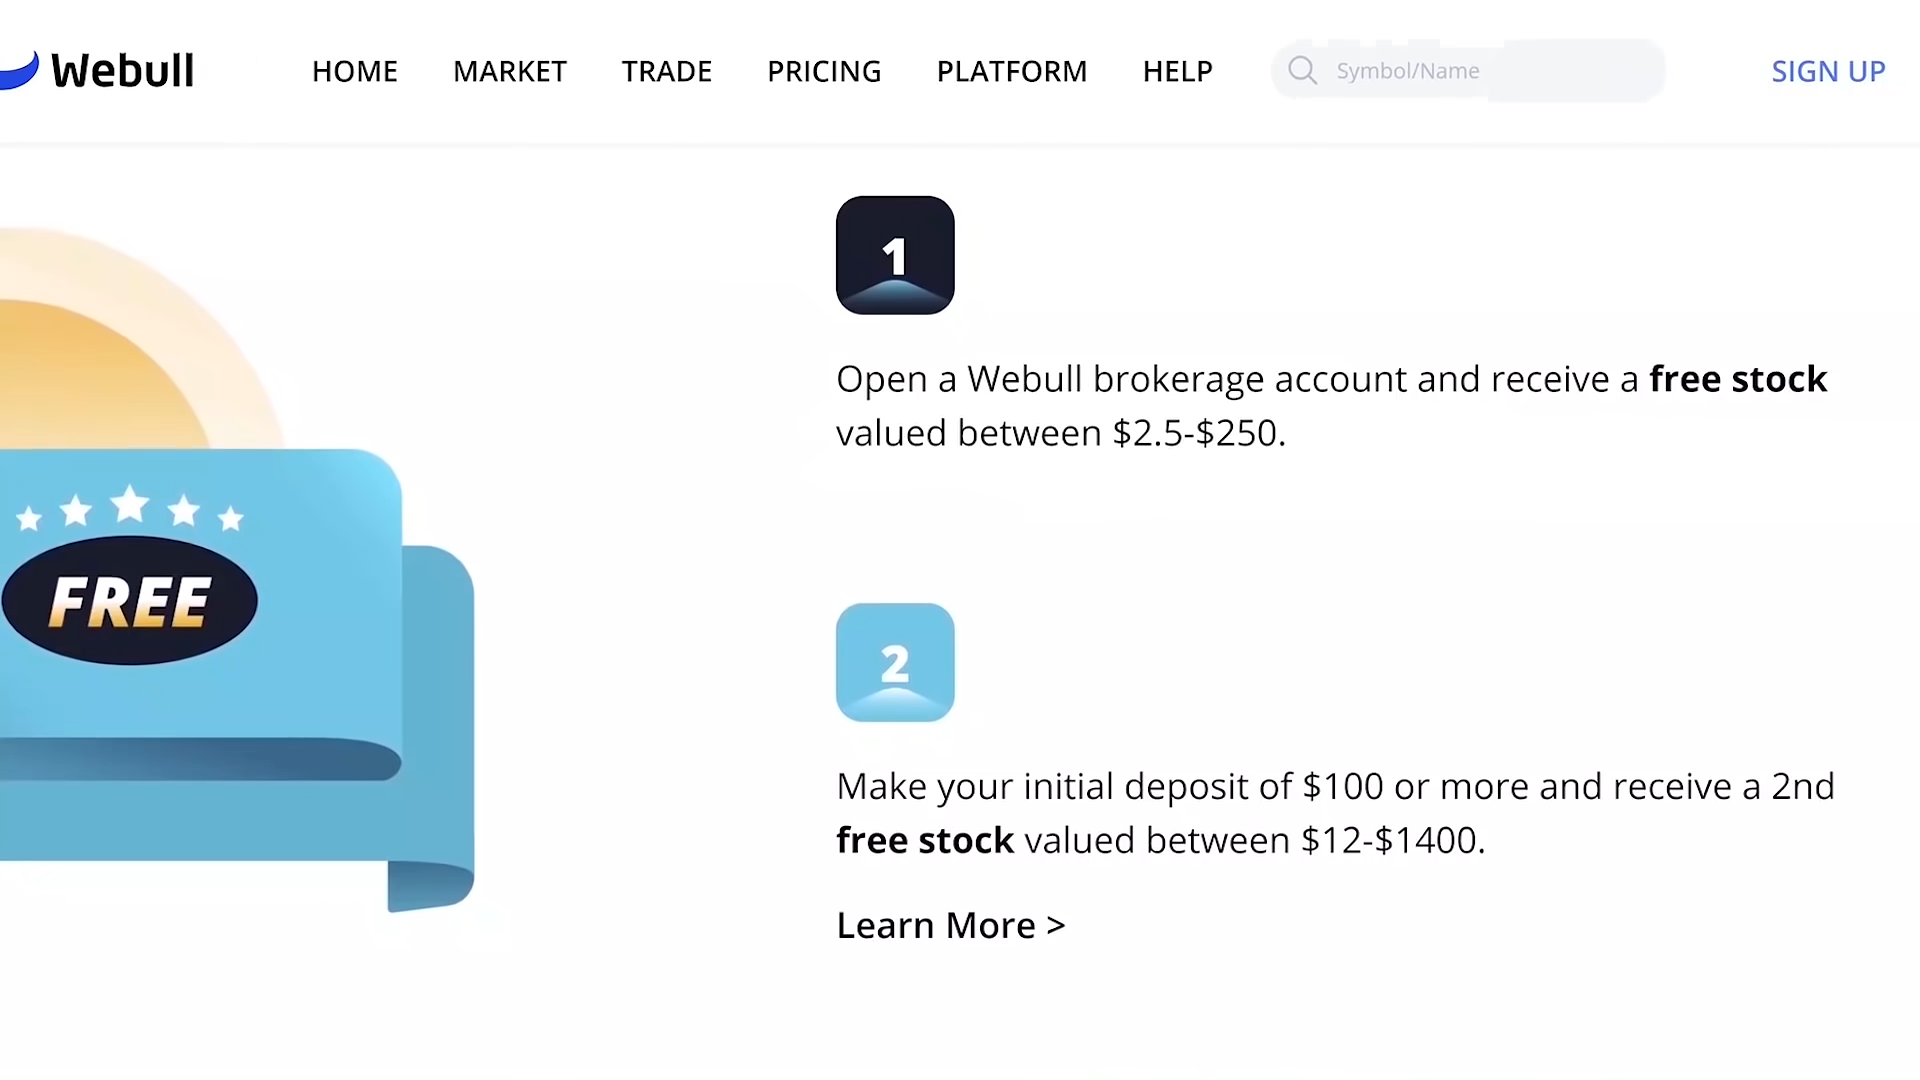 Webull
HOME MARKET TRADE PRICING PLATFORM HELP Symbol/Name SIGN UP
1
Open a Webull brokerage account and receive a free stock
valued between $2.5-$250.
FREE
2
Make your initial deposit of $100 or more and receive a 2nd
free stock valued between $12-$1400.
Learn More >